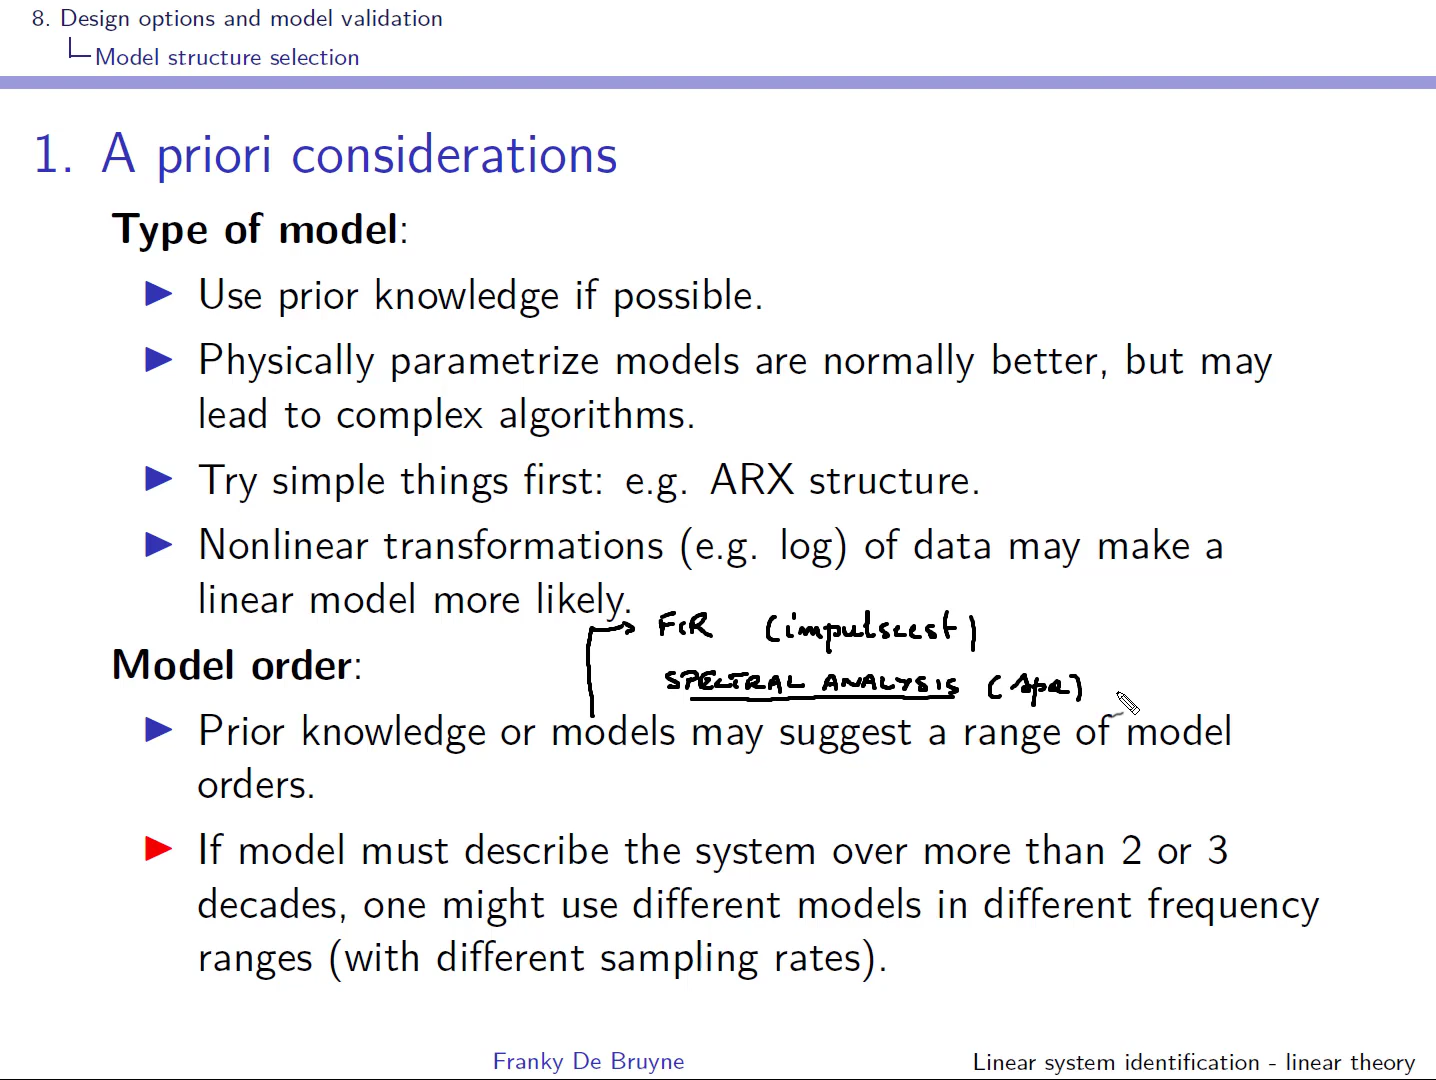 8. Design options and model validation
Model structure selection
1. A priori considerations
Type of model:
Use prior knowledge if possible.
Physically parametrize models are normally better, but may
lead to complex algorithms.
Try simple things first: e.g. ARX structure.
Nonlinear transformations (e.g. log) of data may make a
linear model more likely.
FIR (impulseest)
Model order:
SPECTRAL ANALYSIS (spa)
Prior knowledge or models may suggest a range of model
orders.
If model must describe the system over more than 2 or 3
decades, one might use different models in different frequency
ranges (with different sampling rates).
Franky De Bruyne
Linear system identification - linear theory